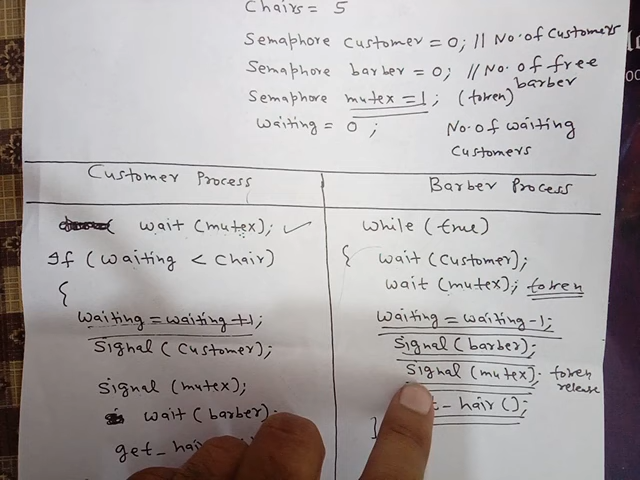 Chairs = 5
Semaphore customer = 0; // No. of Customers
Semaphore barber = 0; // No. of free barber
Semaphore mutex = 1; (token)
Waiting = 0; No. of waiting
Customers
Customer Process
wait (mutex); ✓
If (waiting < chair)
{
Waiting = waiting + 1;
Signal (Customer);
Signal (mutex);
wait (barber);
get_
Barber Process
While (true)
{ wait (Customer);
wait (mutex); token
Waiting = waiting - 1;
Signal (barber);
Signal (mutex). token
release
hair ();
}